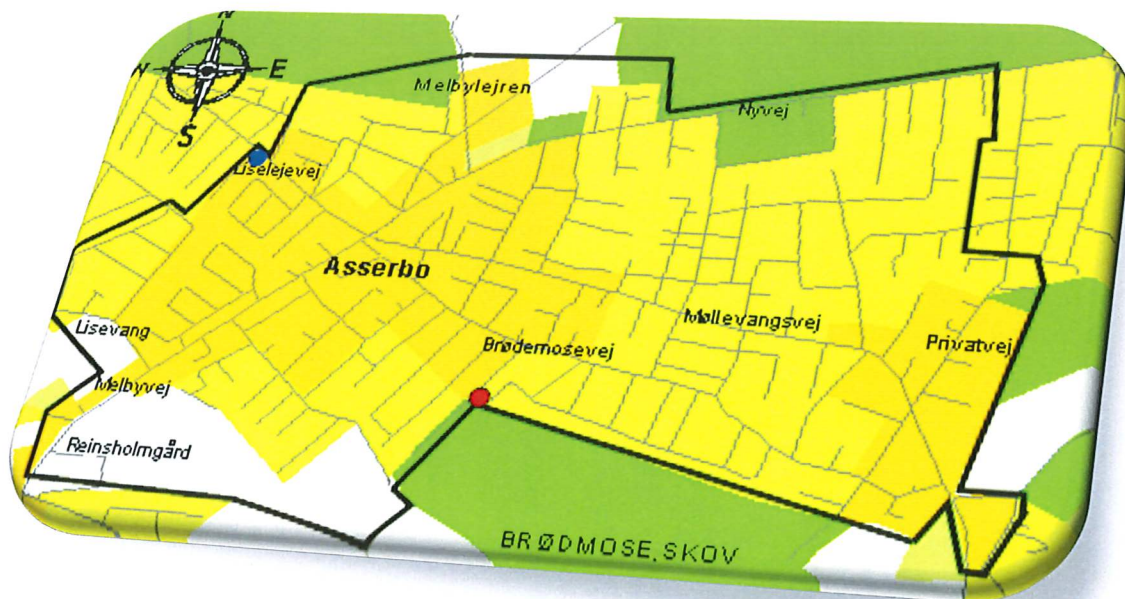 N
E
S
Melbylejren
Nyvej
Liselejevej
Asserbo
Lisevang
Møllevangsvej
Privatvej
Brødemosevej
Melbyvej
Reinsholmgård
BRØDMOSE.SKOV